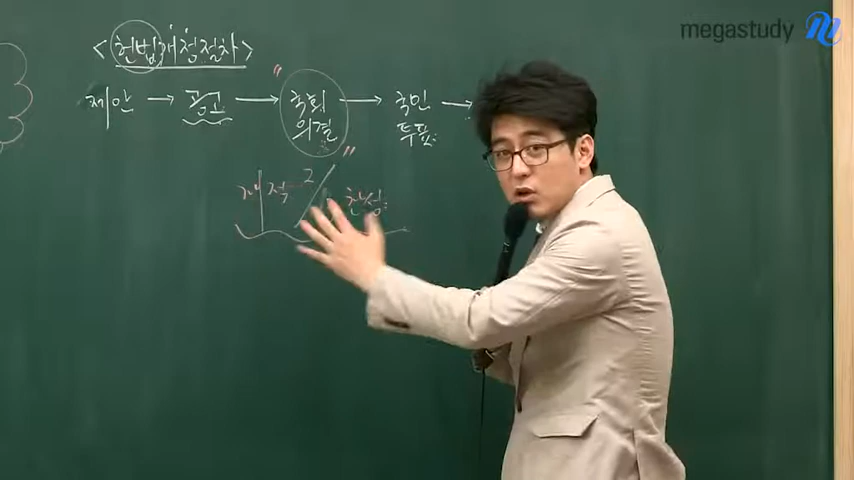 megastudy
<헌법개정절차>
제안 → 공고 → 국회 의결 → 국민 투표 →
재적 2/3 찬성